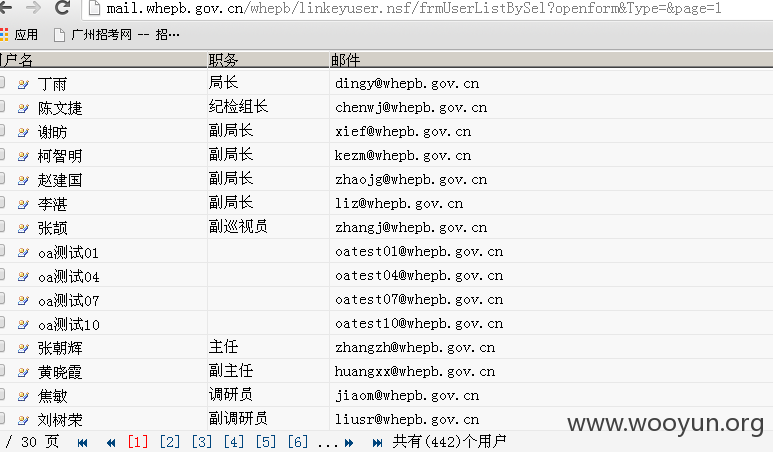 mail.whepb.gov.cn/whepb/linkeyuser.nsf/frmUserListBySel?openform&Type=&page=1
应用 广州招考网 -- 招…
户名 职务 邮件
丁雨 局长 dingy@whepb.gov.cn
陈文捷 纪检组长 chenwj@whepb.gov.cn
谢昉 副局长 xief@whepb.gov.cn
柯智明 副局长 kezm@whepb.gov.cn
赵建国 副局长 zhaojg@whepb.gov.cn
李湛 副局长 liz@whepb.gov.cn
张颉 副巡视员 zhangj@whepb.gov.cn
oa测试01 oatest01@whepb.gov.cn
oa测试04 oatest04@whepb.gov.cn
oa测试07 oatest07@whepb.gov.cn
oa测试10 oatest10@whepb.gov.cn
张朝辉 主任 zhangzh@whepb.gov.cn
黄晓霞 副主任 huangxx@whepb.gov.cn
焦敏 调研员 jiaom@whepb.gov.cn
刘树荣 副调研员 liusr@whepb.gov.cn
/ 30 页 [1] [2] [3] [4] [5] [6] ... 共有(442)个用户
www.wooyun.org